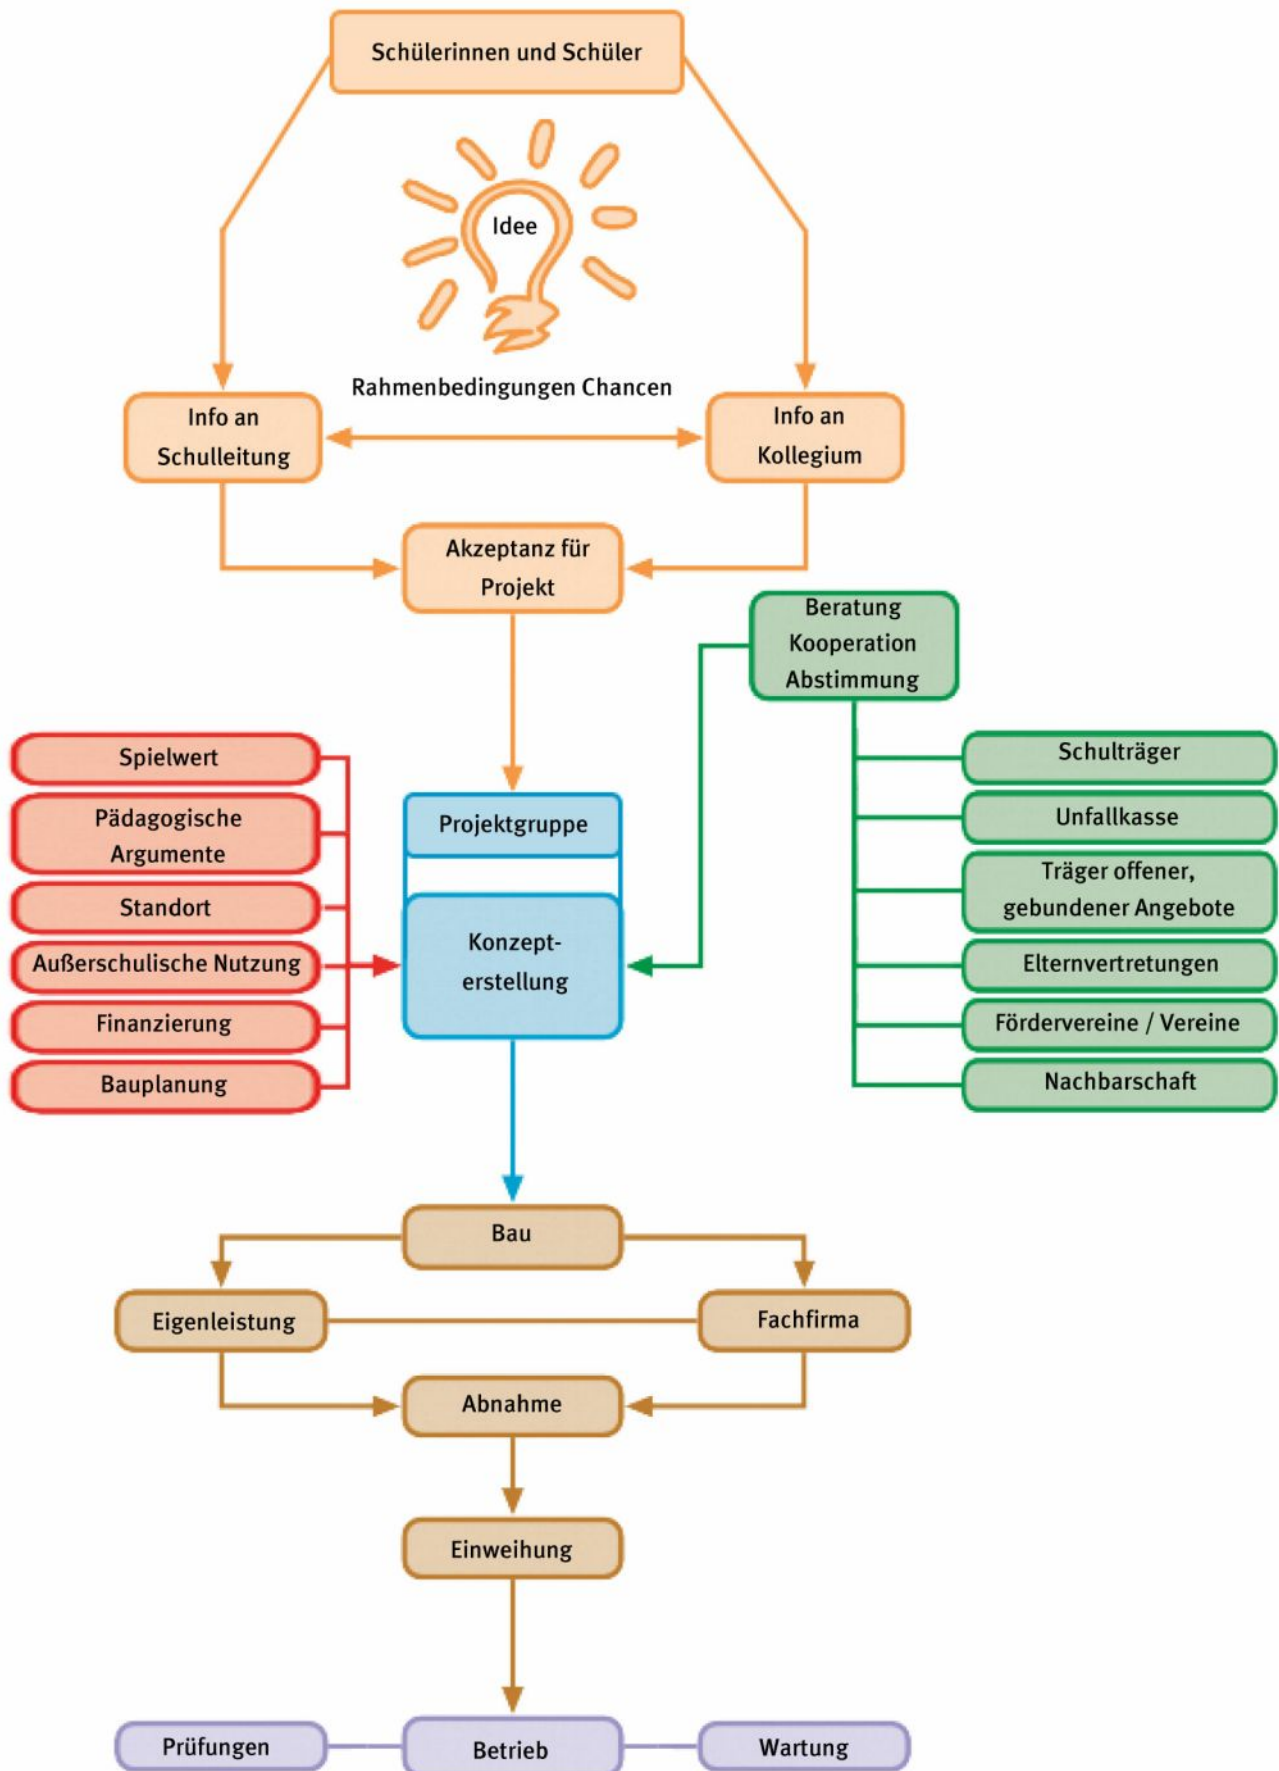 Schülerinnen und Schüler
Idee
Rahmenbedingungen Chancen
Info an
Schulleitung
Info an
Kollegium
Akzeptanz für
Projekt
Beratung
Kooperation
Abstimmung
Spielwert
Pädagogische
Argumente
Standort
Außerschulische Nutzung
Finanzierung
Bauplanung
Projektgruppe
Konzept-
erstellung
Schulträger
Unfallkasse
Träger offener,
gebundener Angebote
Elternvertretungen
Fördervereine / Vereine
Nachbarschaft
Bau
Eigenleistung
Fachfirma
Abnahme
Einweihung
Prüfungen
Betrieb
Wartung